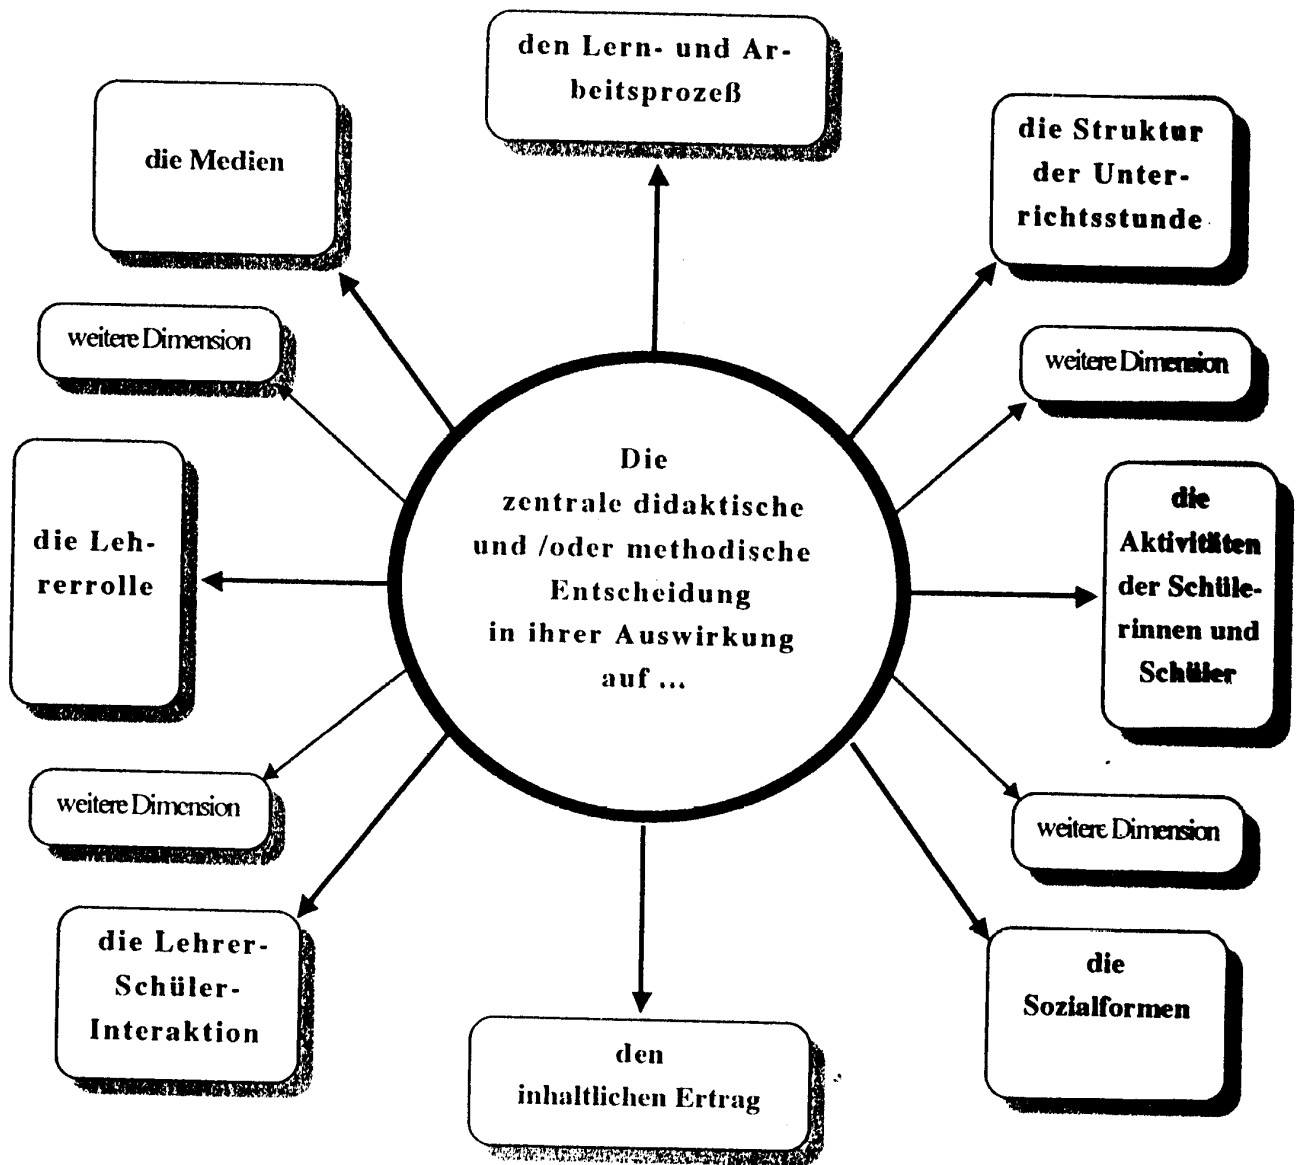 den Lern- und Ar-
beitsprozeß
die Medien
die Struktur
der Unter-
richtsstunde
weitere Dimension
weitere Dimension
Die
zentrale didaktische
und /oder methodische
Entscheidung
in ihrer Auswirkung
auf ...
die Leh-
rerrolle
die
Aktivitäten
der Schüle-
rinnen und
Schüler
weitere Dimension
weitere Dimension
die Lehrer-
Schüler-
Interaktion
die
Sozialformen
den
inhaltlichen Ertrag